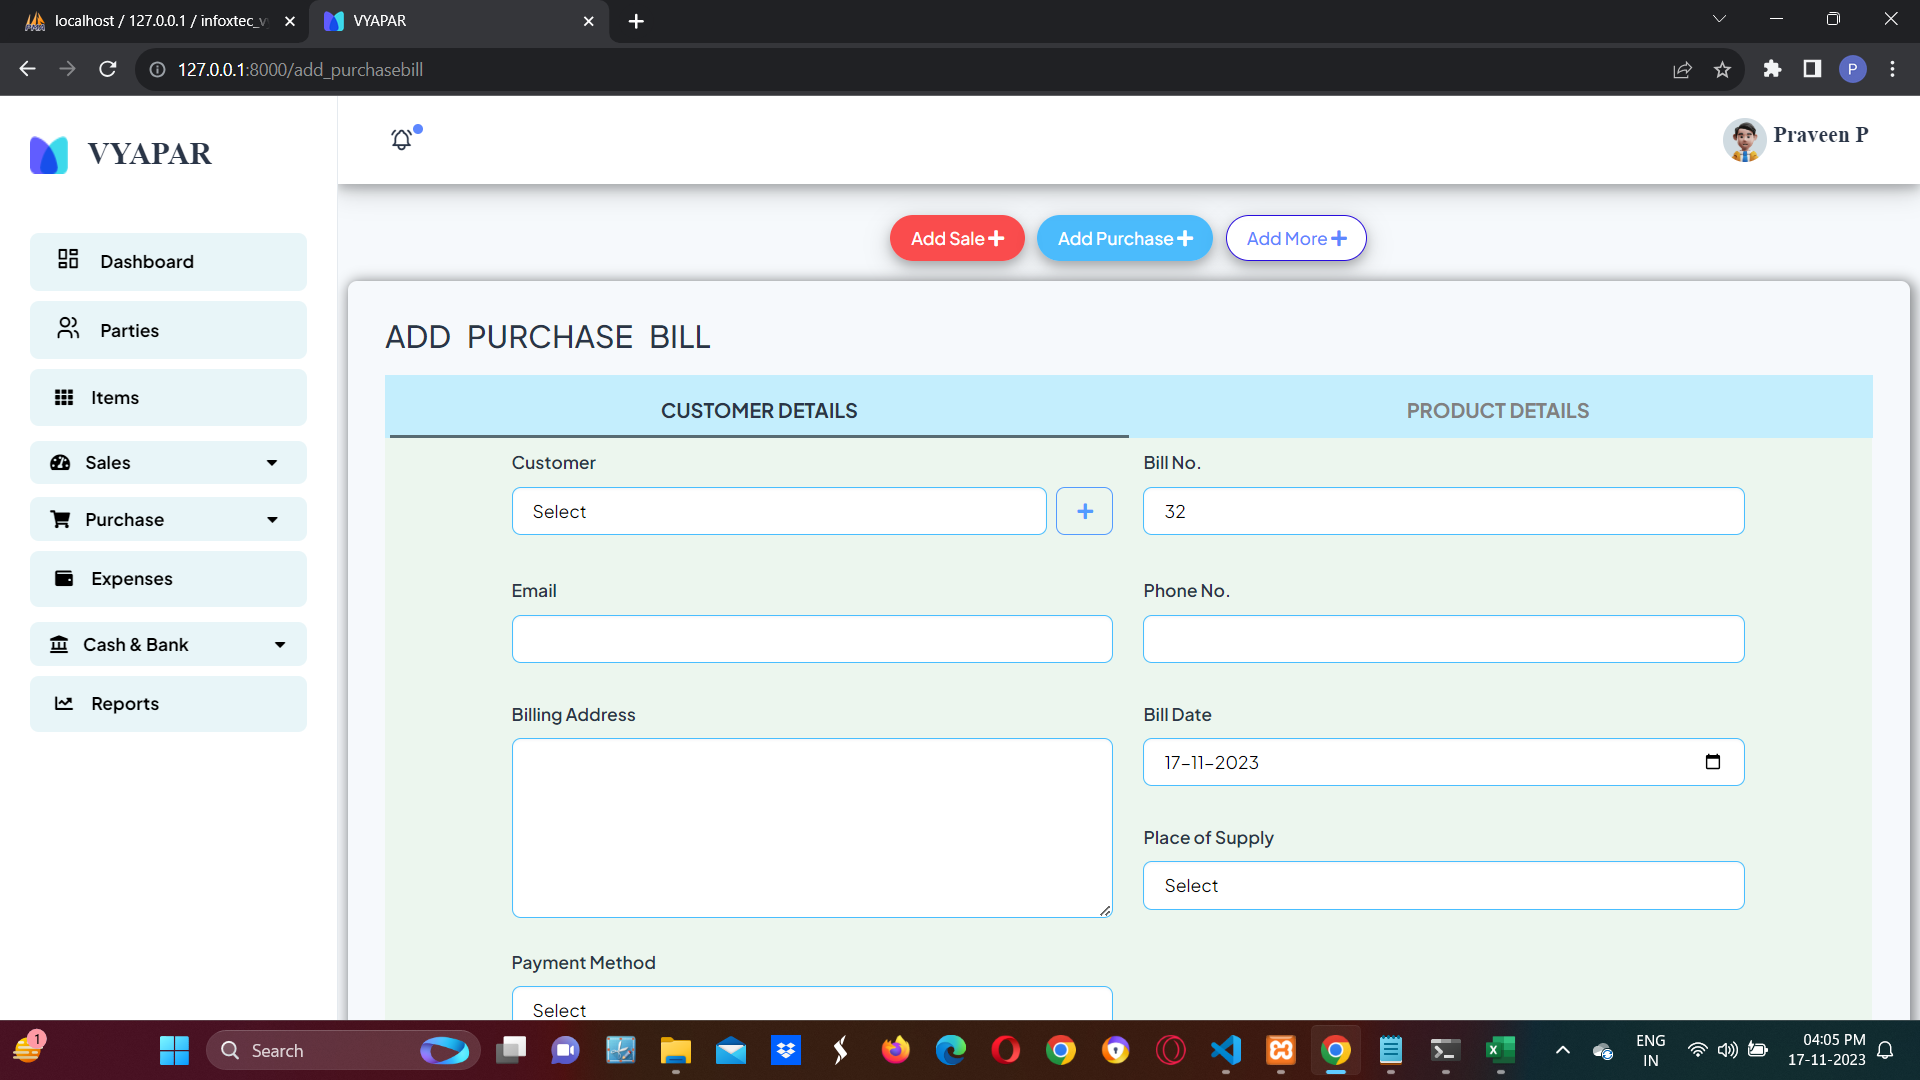 localhost / 127.0.0.1 / infoxtec_v
VYAPAR
127.0.0.1:8000/add_purchasebill
P
VYAPAR
Praveen P
Add Sale
Add Purchase
Add More
Dashboard
Parties
Items
Sales
Purchase
Expenses
Cash & Bank
Reports
ADD PURCHASE BILL
CUSTOMER DETAILS
PRODUCT DETAILS
Customer
Select
Bill No.
32
Email
Phone No.
Billing Address
Bill Date
17-11-2023
Place of Supply
Select
Payment Method
Select
1
Search
ENG
IN
04:05 PM
17-11-2023